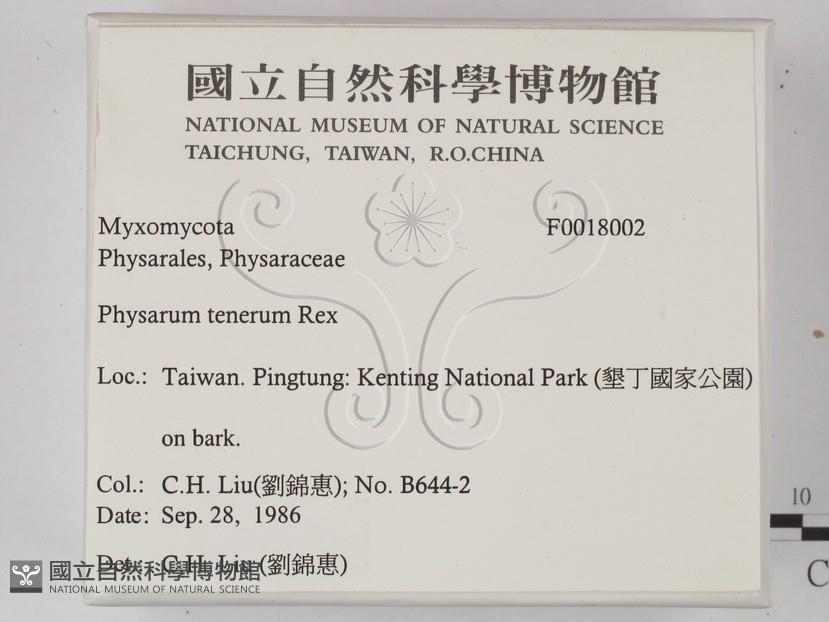 國立自然科學博物館
NATIONAL MUSEUM OF NATURAL SCIENCE
TAICHUNG, TAIWAN, R.O.CHINA
Myxomycota F0018002
Physarales, Physaraceae
Physarum tenerum Rex
Loc.: Taiwan. Pingtung: Kenting National Park (墾丁國家公園)
on bark.
Col.: C.H. Liu(劉錦惠); No. B644-2
Date: Sep. 28, 1986
Det.: C.H. Liu (劉錦惠)
國立自然科學博物館
NATIONAL MUSEUM OF NATURAL SCIENCE
10
C